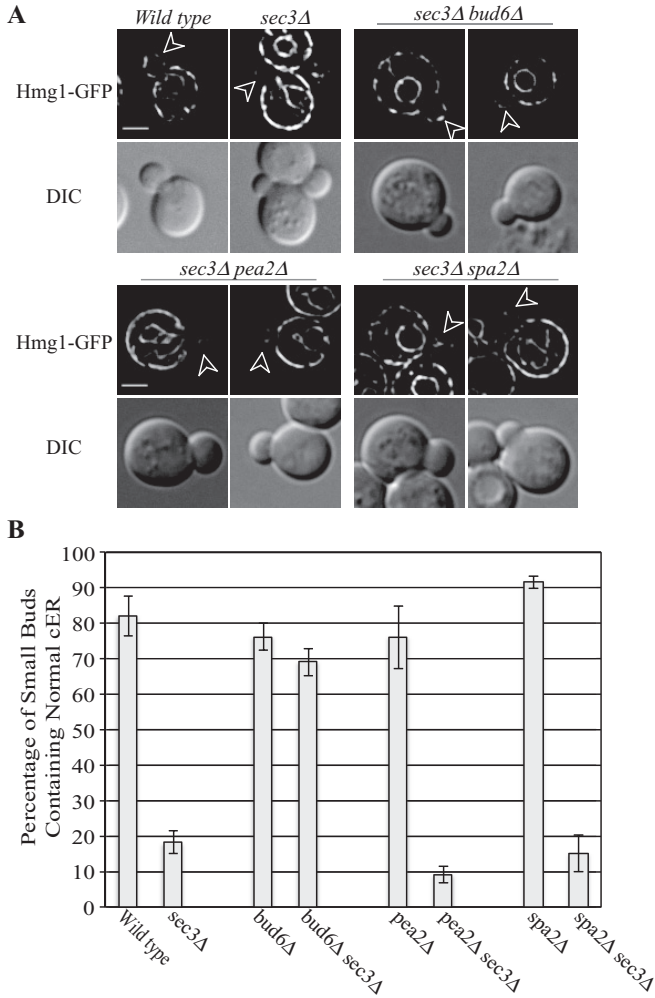 A
Wild type sec3Δ sec3Δ bud6Δ
Hmg1-GFP
DIC
sec3Δ pea2Δ sec3Δ spa2Δ
Hmg1-GFP
DIC
B
Percentage of Small Buds
Containing Normal cER
100
90
80
70
60
50
40
30
20
10
0
Wild type
sec3Δ
bud6Δ
bud6Δ sec3Δ
pea2Δ
pea2Δ sec3Δ
spa2Δ
spa2Δ sec3Δ